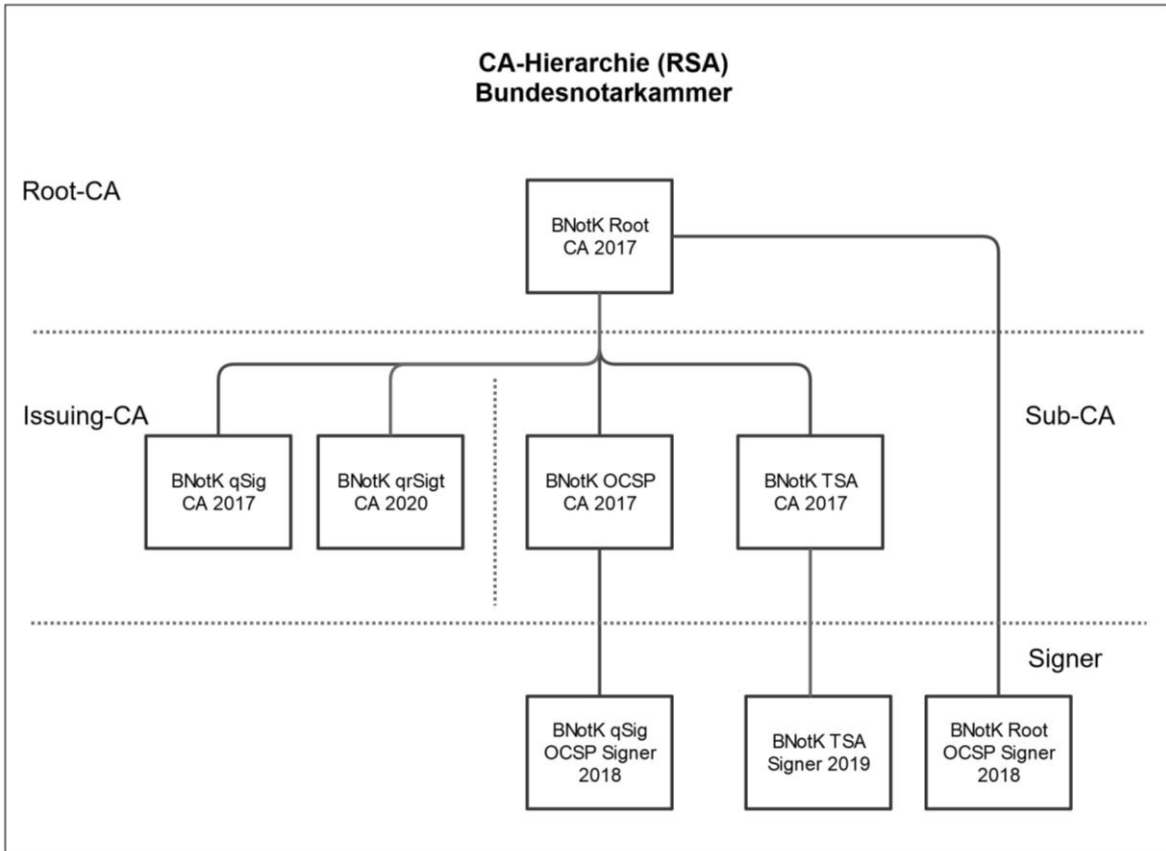 CA-Hierarchie (RSA)
Bundesnotarkammer
Root-CA
BNotK Root
CA 2017
Issuing-CA
Sub-CA
BNotK qSig
CA 2017
BNotK qrSigt
CA 2020
BNotK OCSP
CA 2017
BNotK TSA
CA 2017
Signer
BNotK qSig
OCSP Signer
2018
BNotK TSA
Signer 2019
BNotK Root
OCSP Signer
2018